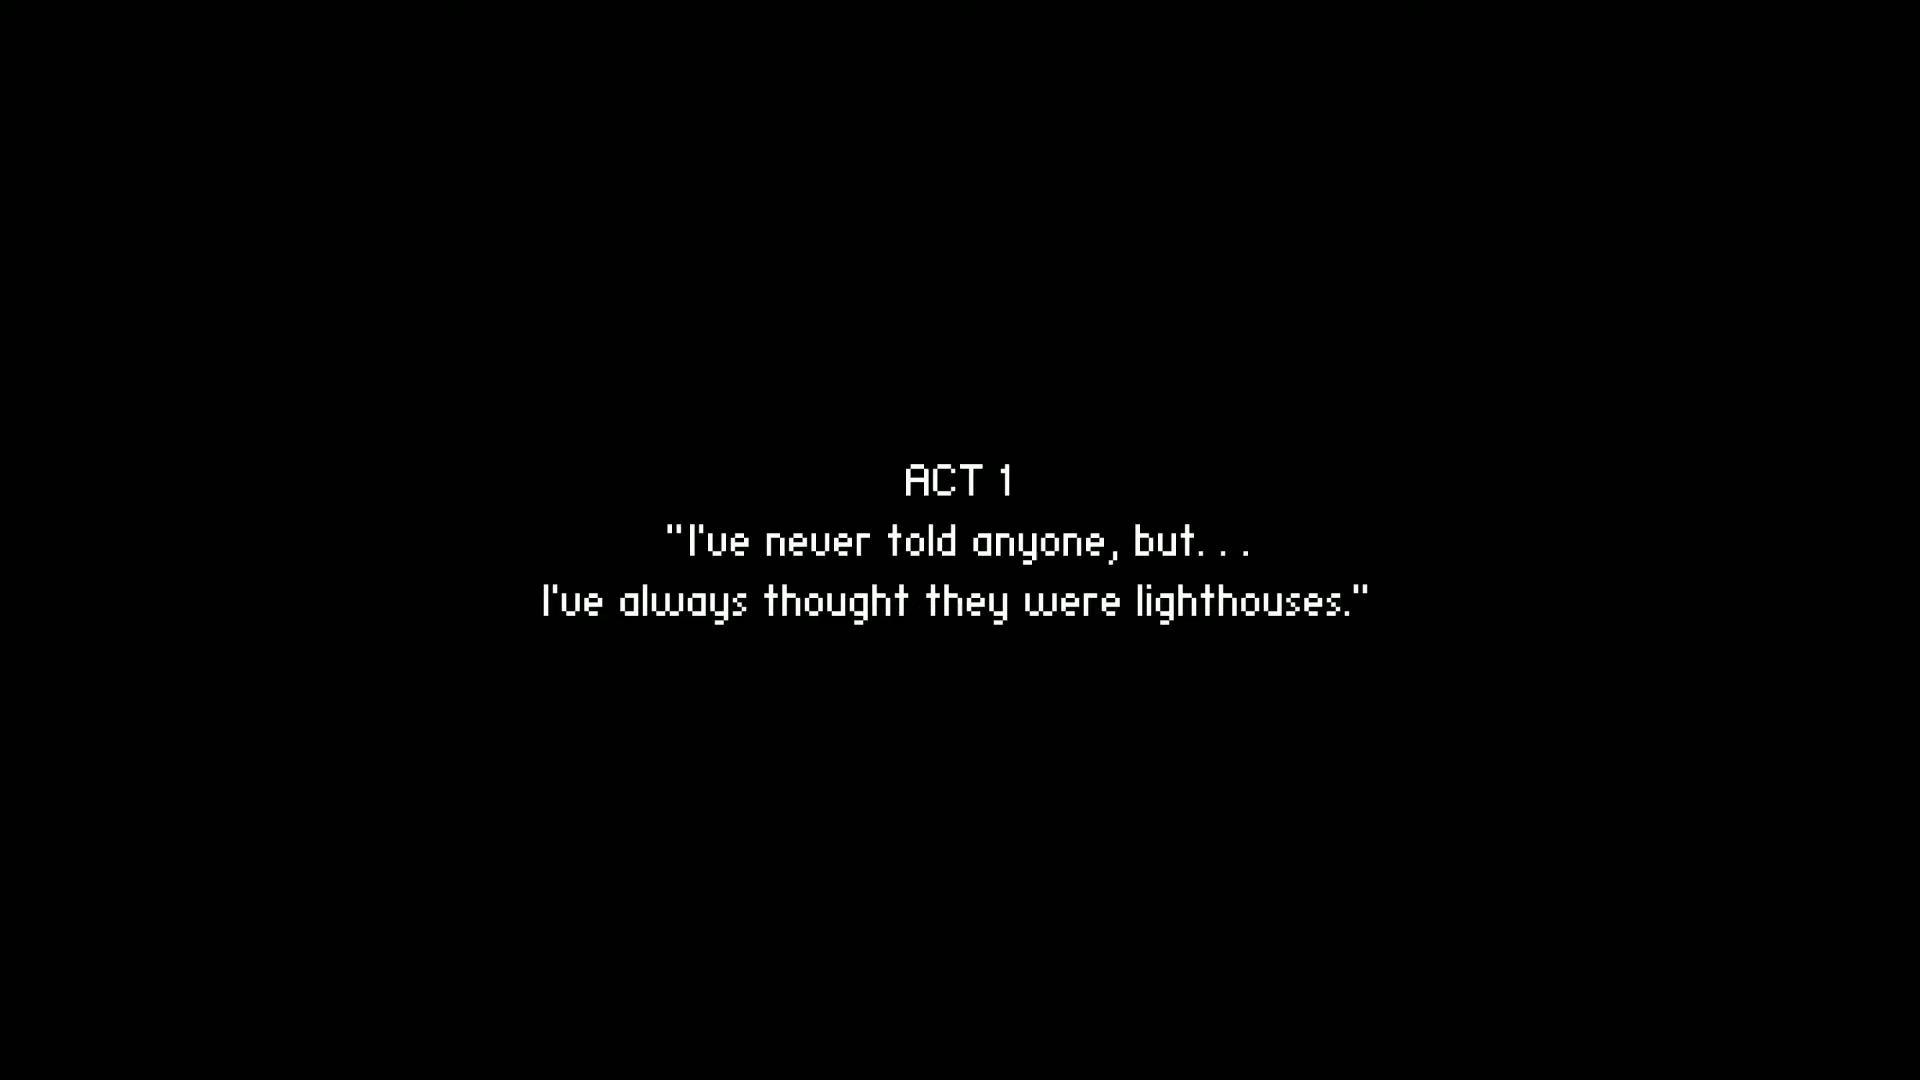 ACT 1
"I've never told anyone, but. . .
I've always thought they were lighthouses."